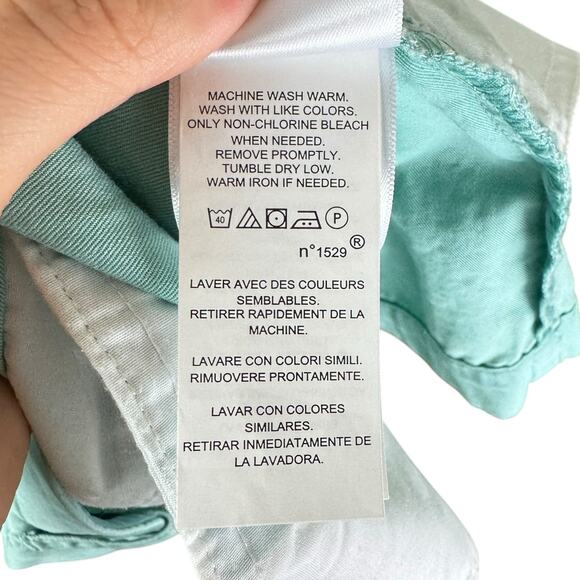 MACHINE WASH WARM.
WASH WITH LIKE COLORS.
ONLY NON-CHLORINE BLEACH
WHEN NEEDED.
REMOVE PROMPTLY.
TUMBLE DRY LOW.
WARM IRON IF NEEDED.
40 P
n°1529 ®
LAVER AVEC DES COULEURS
SEMBLABLES.
RETIRER RAPIDEMENT DE LA
MACHINE.
LAVARE CON COLORI SIMILI.
RIMUOVERE PRONTAMENTE.
LAVAR CON COLORES
SIMILARES.
RETIRAR INMEDIATAMENTE DE
LA LAVADORA.